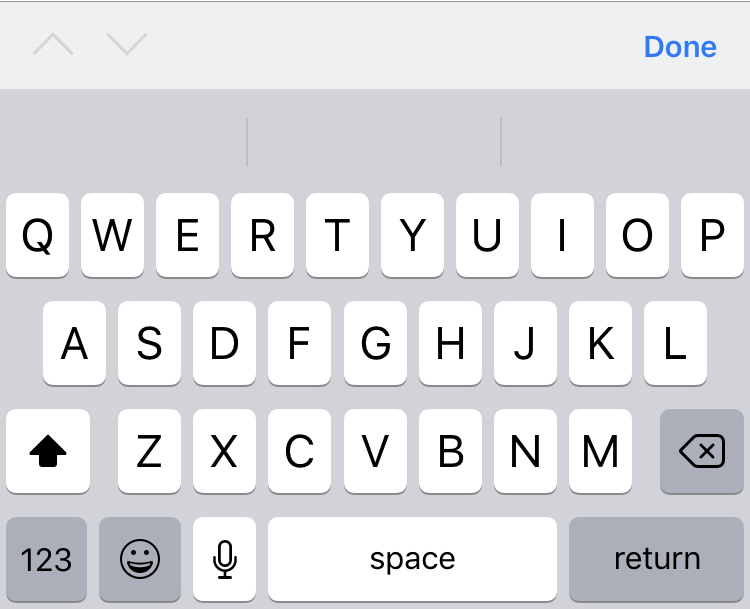 Done
Q W E R T Y U I O P
A S D F G H J K L
Z X C V B N M
123 space return